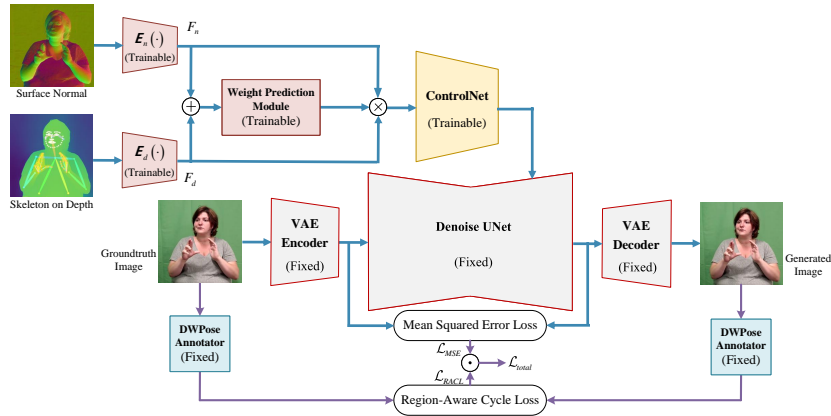 E_n(·)
(Trainable)
F_n
Surface Normal
Weight Prediction
Module
(Trainable)
ControlNet
(Trainable)
E_d(·)
(Trainable)
F_d
Skeleton on Depth
Groundtruth
Image
VAE
Encoder
(Fixed)
Denoise UNet
(Fixed)
VAE
Decoder
(Fixed)
Generated
Image
DWPose
Annotator
(Fixed)
Mean Squared Error Loss
ℒ_MSE
ℒ_total
ℒ_RACL
Region-Aware Cycle Loss
DWPose
Annotator
(Fixed)